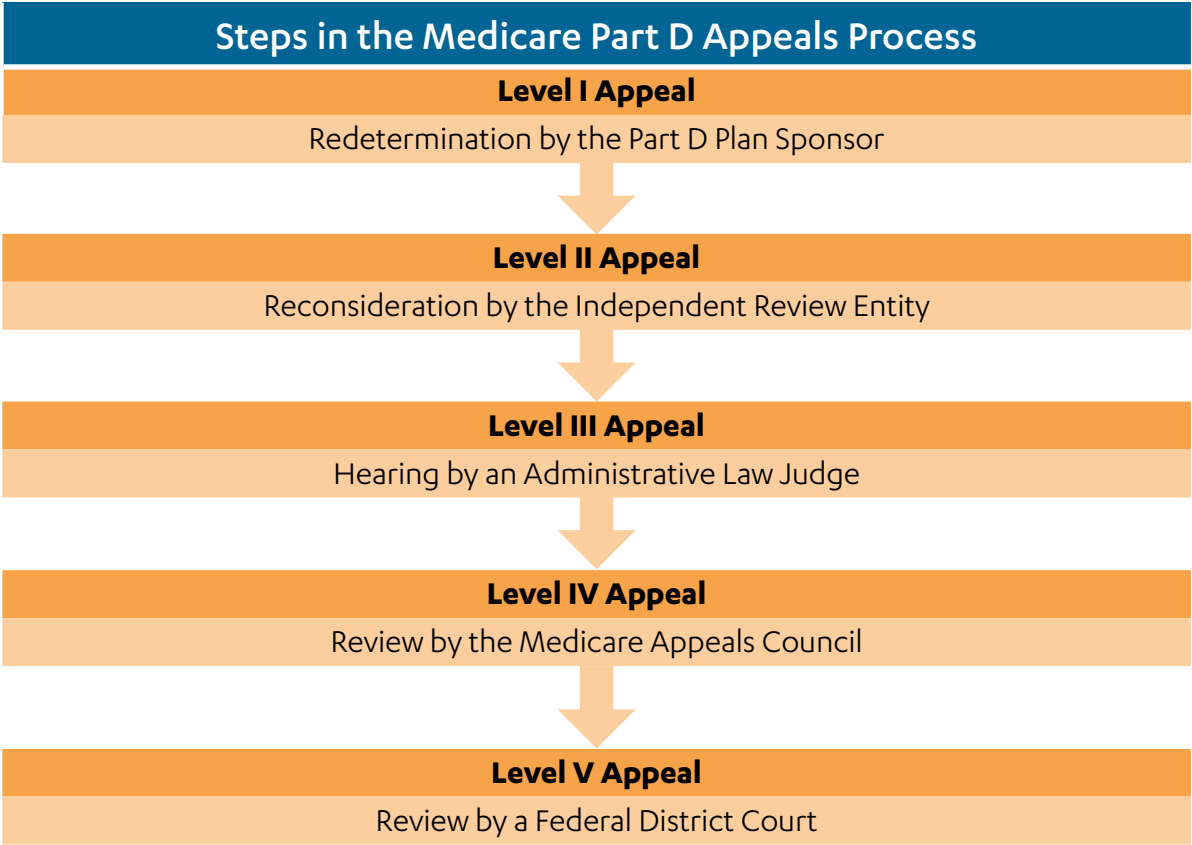 Steps in the Medicare Part D Appeals Process
Level I Appeal
Redetermination by the Part D Plan Sponsor
Level II Appeal
Reconsideration by the Independent Review Entity
Level III Appeal
Hearing by an Administrative Law Judge
Level IV Appeal
Review by the Medicare Appeals Council
Level V Appeal
Review by a Federal District Court